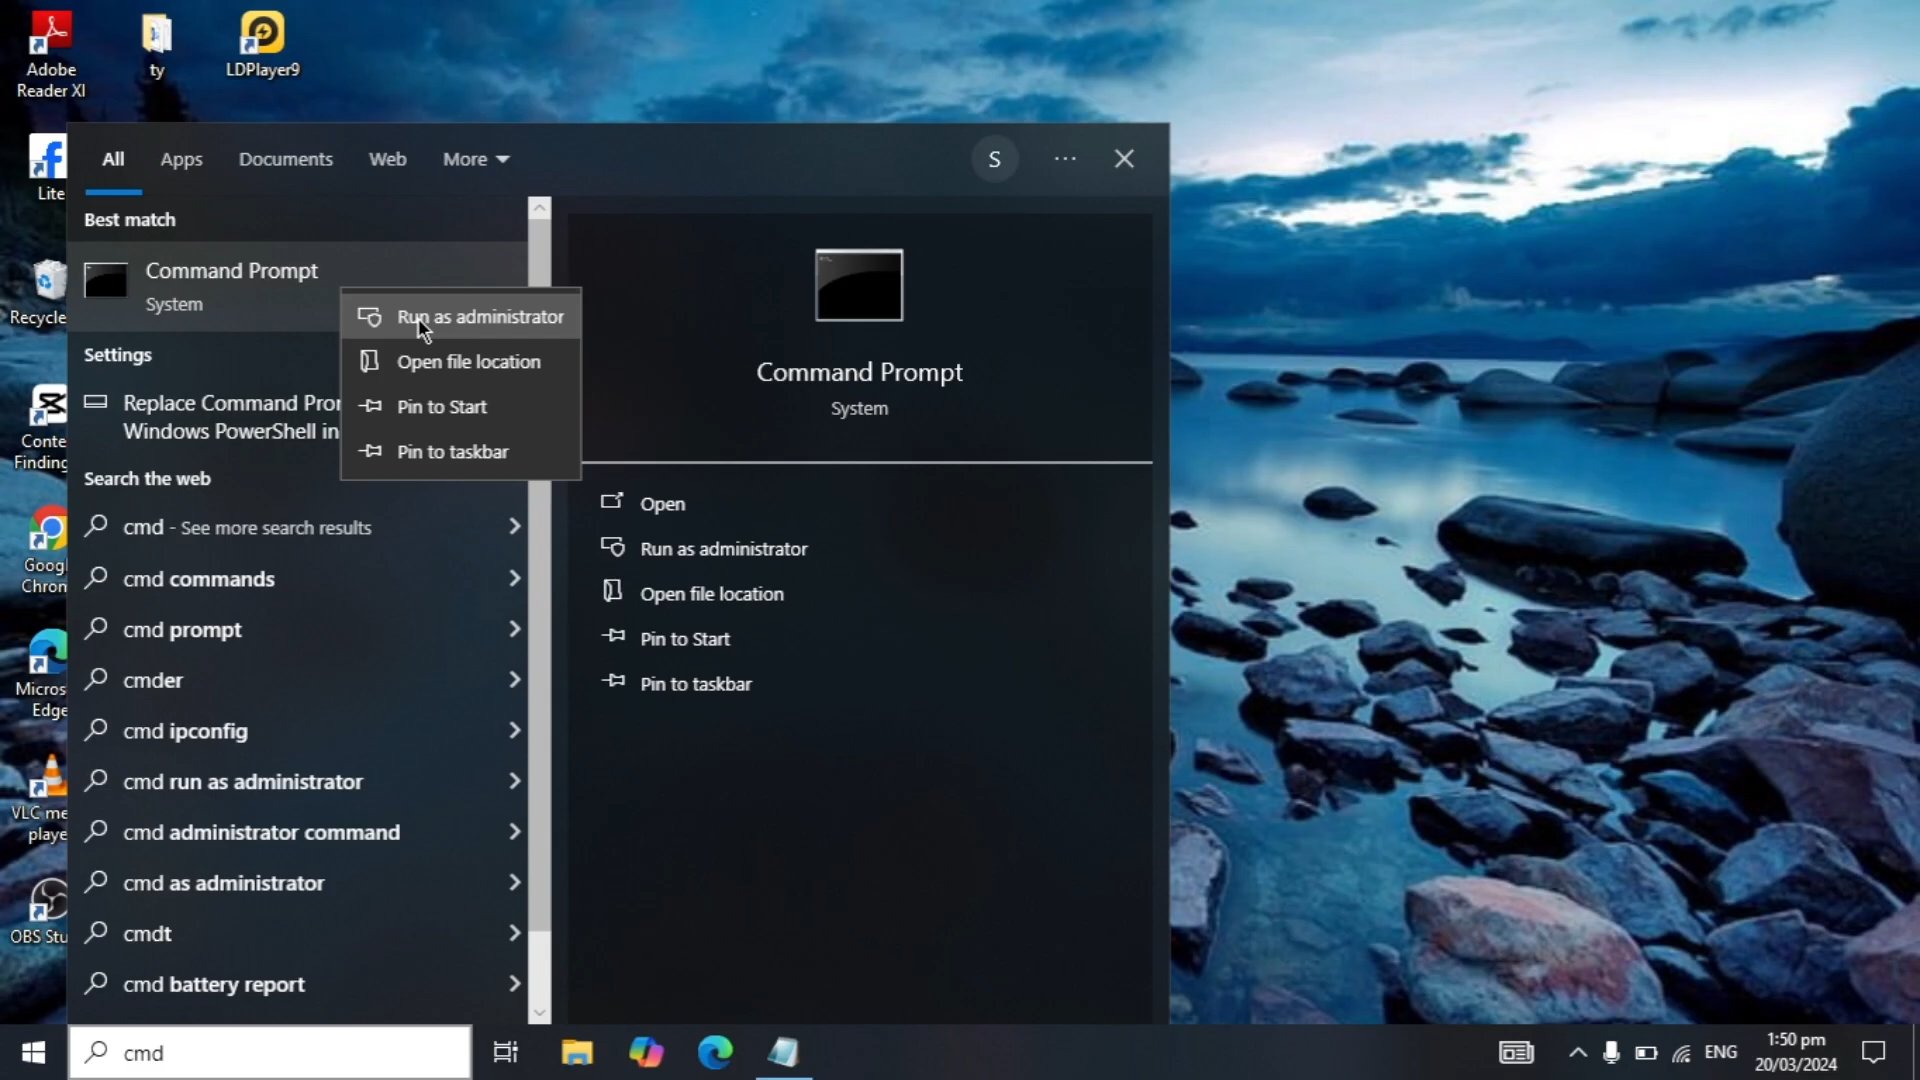 Adobe
Reader XI
ty
LDPlayer9
Lite
Recycle
Conte
Finding
Googl
Chron
Micros
Edge
VLC me
playe
OBS Stu
All
Apps
Documents
Web
More
S
Best match
Command Prompt
System
Run as administrator
Open file location
Pin to Start
Pin to taskbar
Settings
Replace Command Pro
Windows PowerShell in
Search the web
cmd - See more search results
cmd commands
cmd prompt
cmder
cmd ipconfig
cmd run as administrator
cmd administrator command
cmd as administrator
cmdt
cmd battery report
Command Prompt
System
Open
Run as administrator
Open file location
Pin to Start
Pin to taskbar
cmd
ENG
1:50 pm
20/03/2024